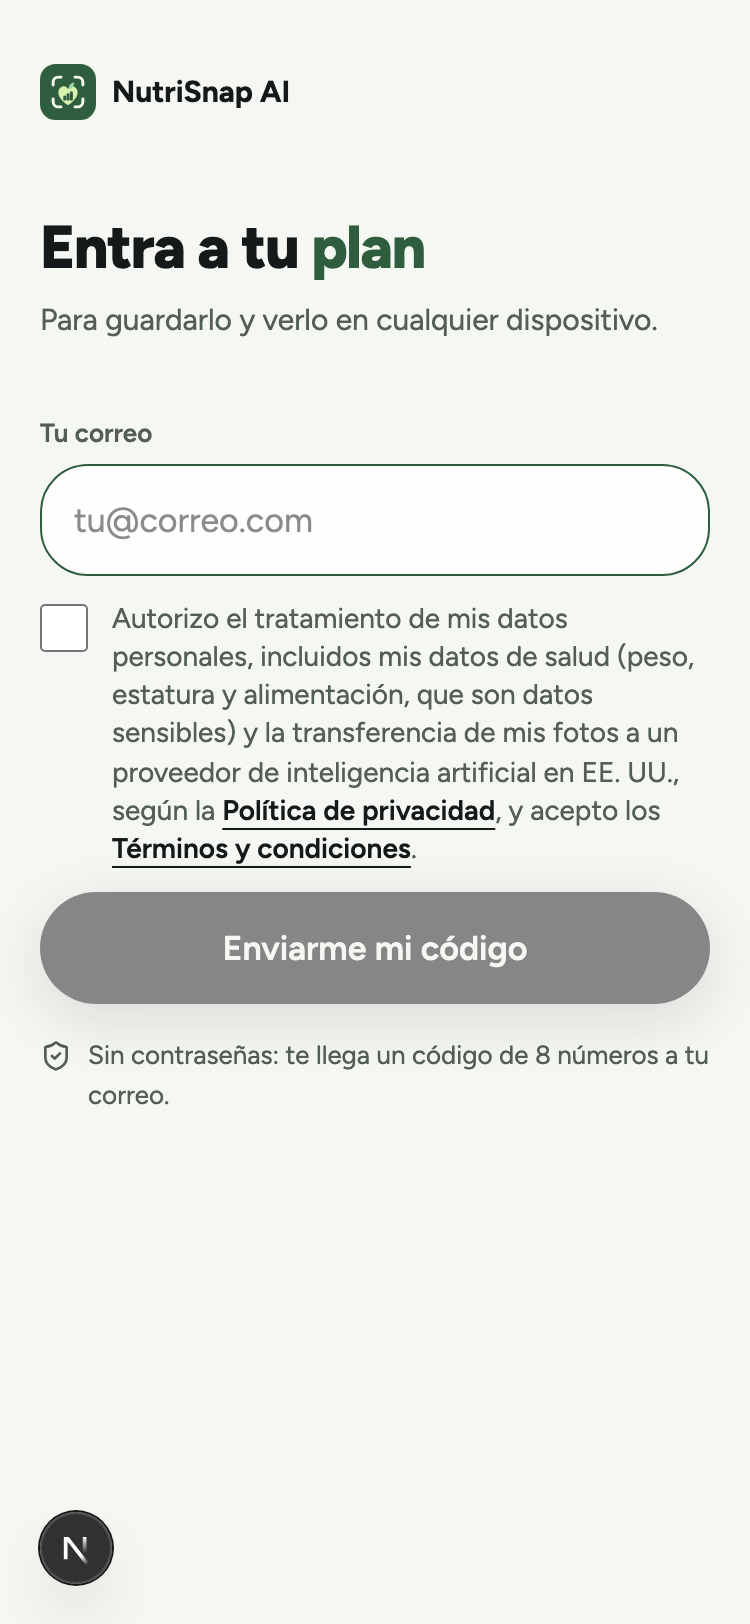 NutriSnap AI
Entra a tu plan
Para guardarlo y verlo en cualquier dispositivo.
Tu correo
tu@correo.com
Autorizo el tratamiento de mis datos
personales, incluidos mis datos de salud (peso,
estatura y alimentación, que son datos
sensibles) y la transferencia de mis fotos a un
proveedor de inteligencia artificial en EE. UU.,
según la Política de privacidad, y acepto los
Términos y condiciones.
Enviarme mi código
Sin contraseñas: te llega un código de 8 números a tu
correo.
N